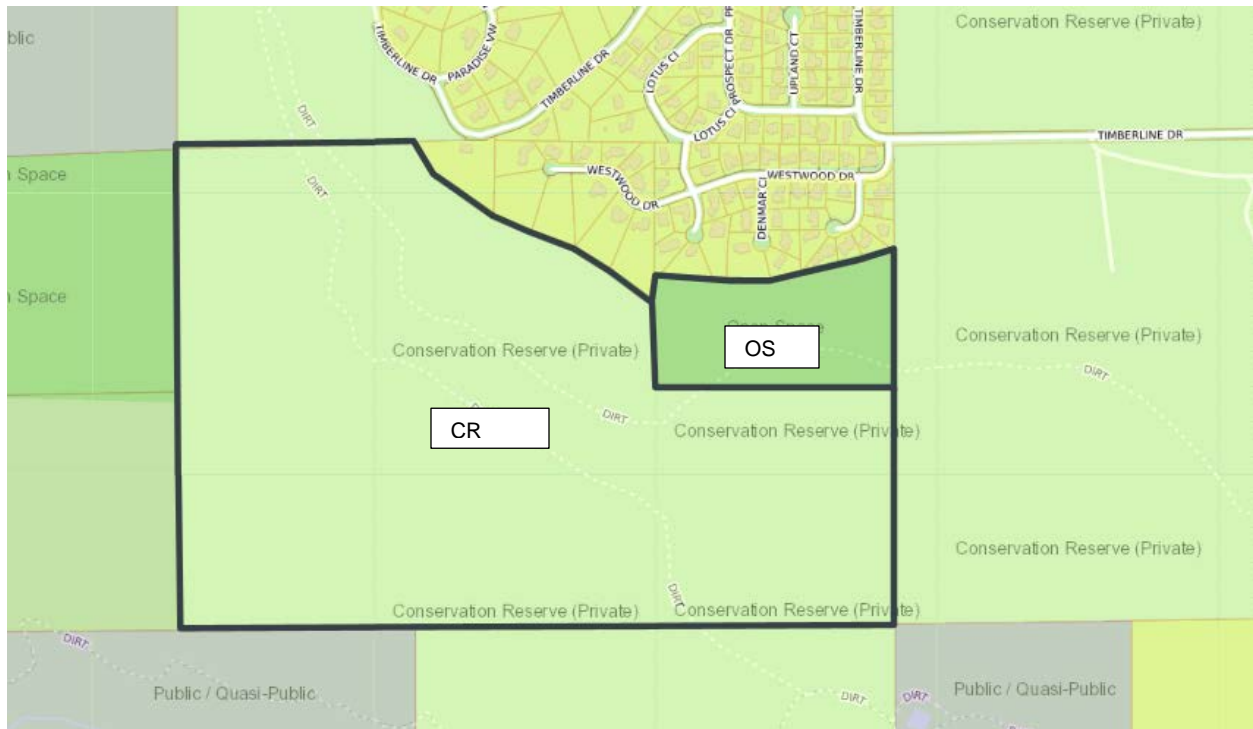 Conservation Reserve (Private)
blic
TIMBERLINE DR
PARADISE VW
TIMBERLINE DR
LOTUS CI
PROSPECT DR
UPLAND CT
TIMBERLINE DR
LOTUS CI
TIMBERLINE DR
DIRT
DIRT
Space
WESTWOOD DR
WESTWOOD DR
DENMAR CI
Space
Open Space
OS
Conservation Reserve (Private)
Conservation Reserve (Private)
DIRT
DIRT
CR
Conservation Reserve (Private)
Conservation Reserve (Private)
DIRT
Conservation Reserve (Private)
Conservation Reserve (Private)
DIRT
Public / Quasi-Public
Public / Quasi-Public
DIRT
DIRT